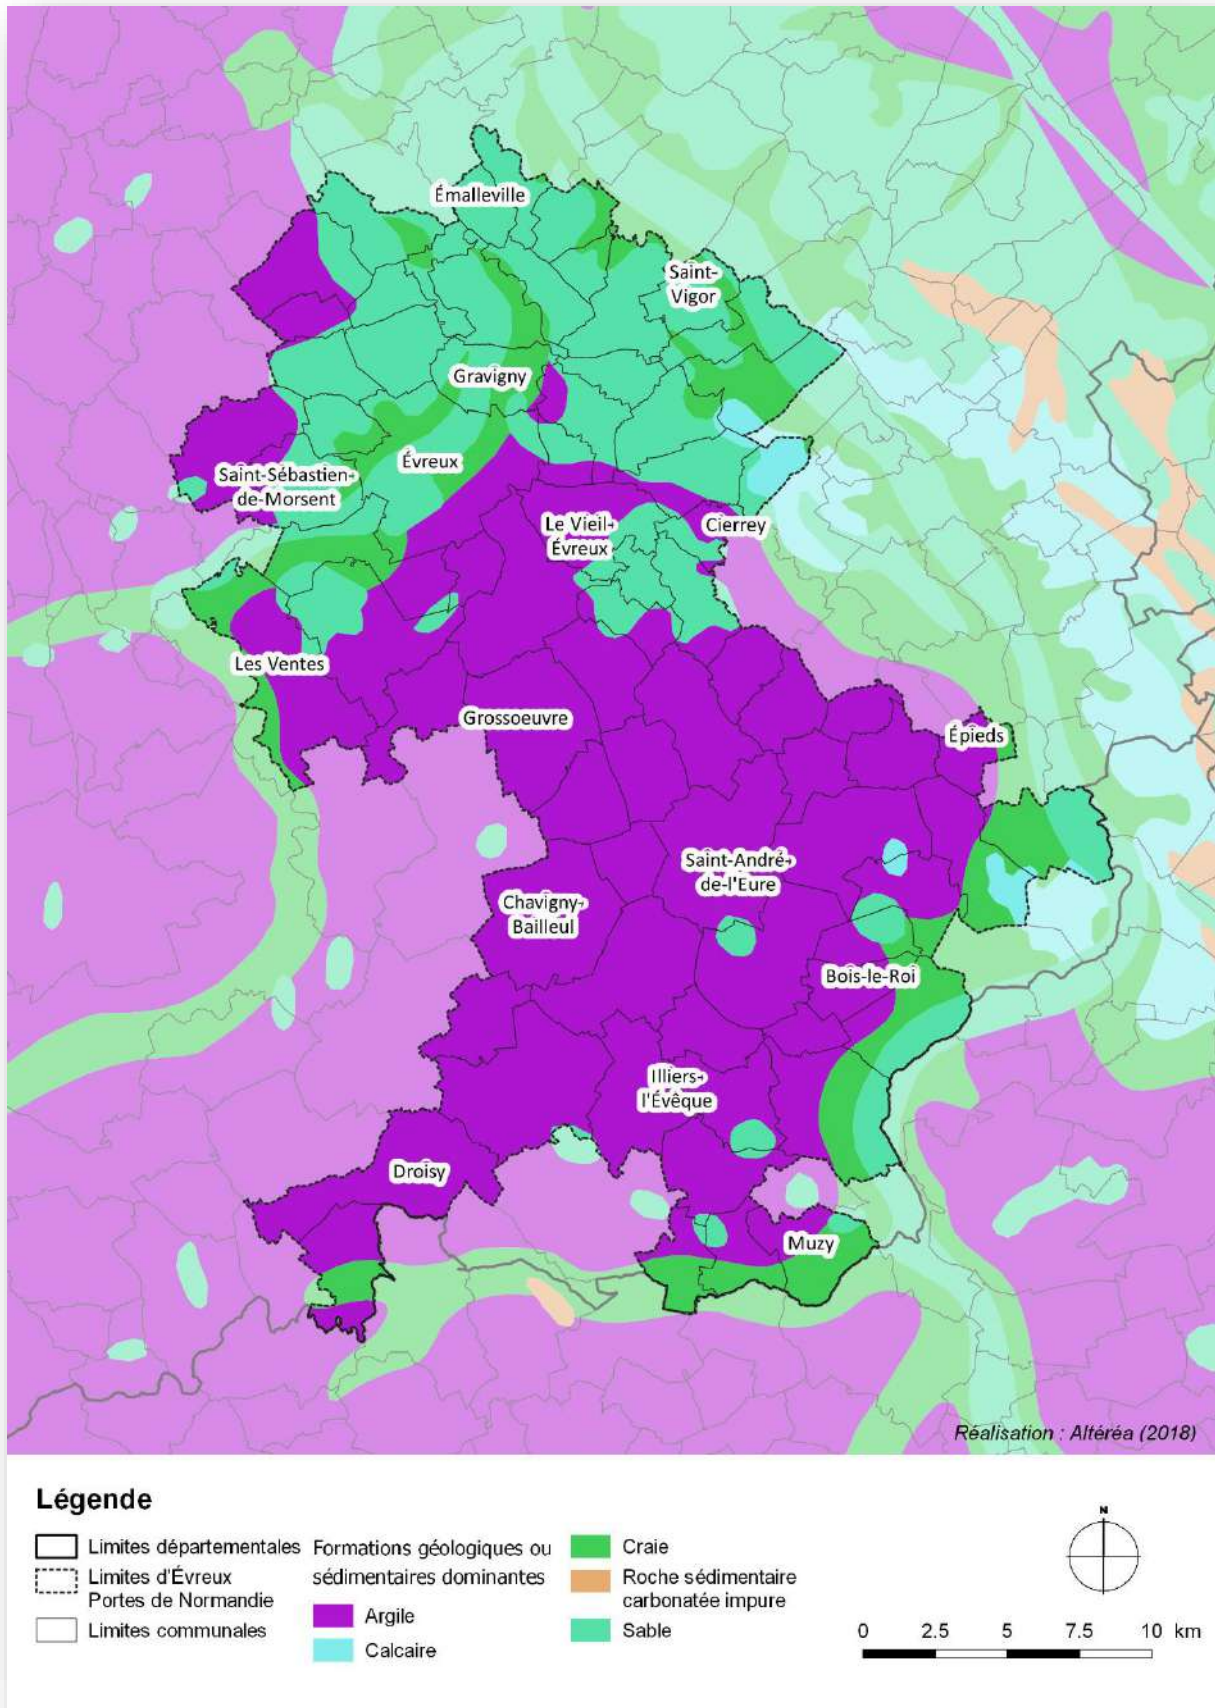 Émalleville
Saint-
Vigor
Gravigny
Évreux
Saint-Sébastien-
de-Morsent
Le Vieil-
Évreux
Cierrey
Les Ventes
Grossoeuvre
Épieds
Saint-André-
de-l'Eure
Chavigny-
Bailleul
Bois-le-Roi
Illiers-
l'Évêque
Droisy
Muzy
Réalisation : Altéréa (2018)
Légende
Limites départementales
Limites d'Évreux
Portes de Normandie
Limites communales
Formations géologiques ou
sédimentaires dominantes
Argile
Calcaire
Craie
Roche sédimentaire
carbonatée impure
Sable
N
0 2.5 5 7.5 10 km